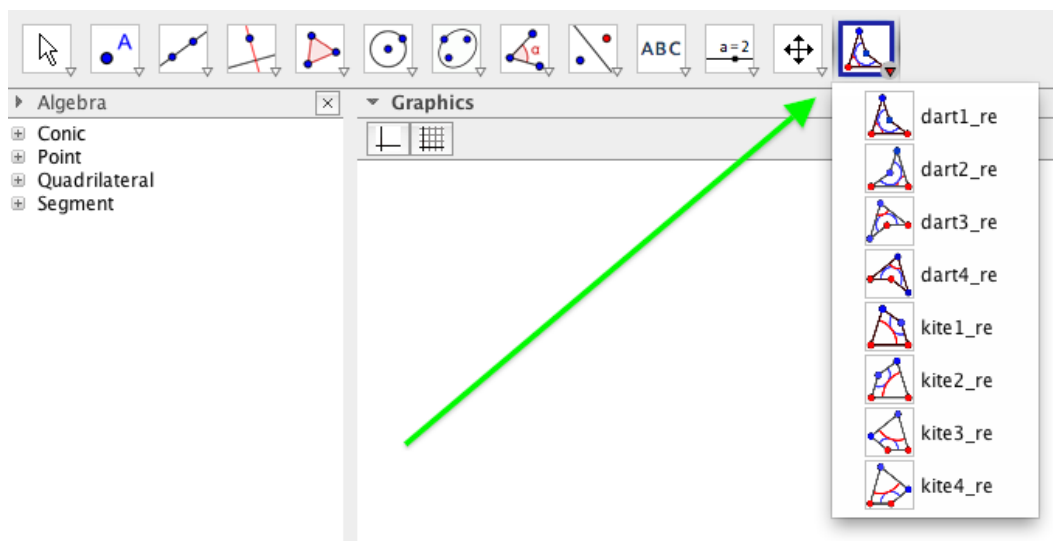 A
α
ABC
a=2
Algebra
Graphics
Conic
Point
Quadrilateral
Segment
dart1_re
dart2_re
dart3_re
dart4_re
kite1_re
kite2_re
kite3_re
kite4_re